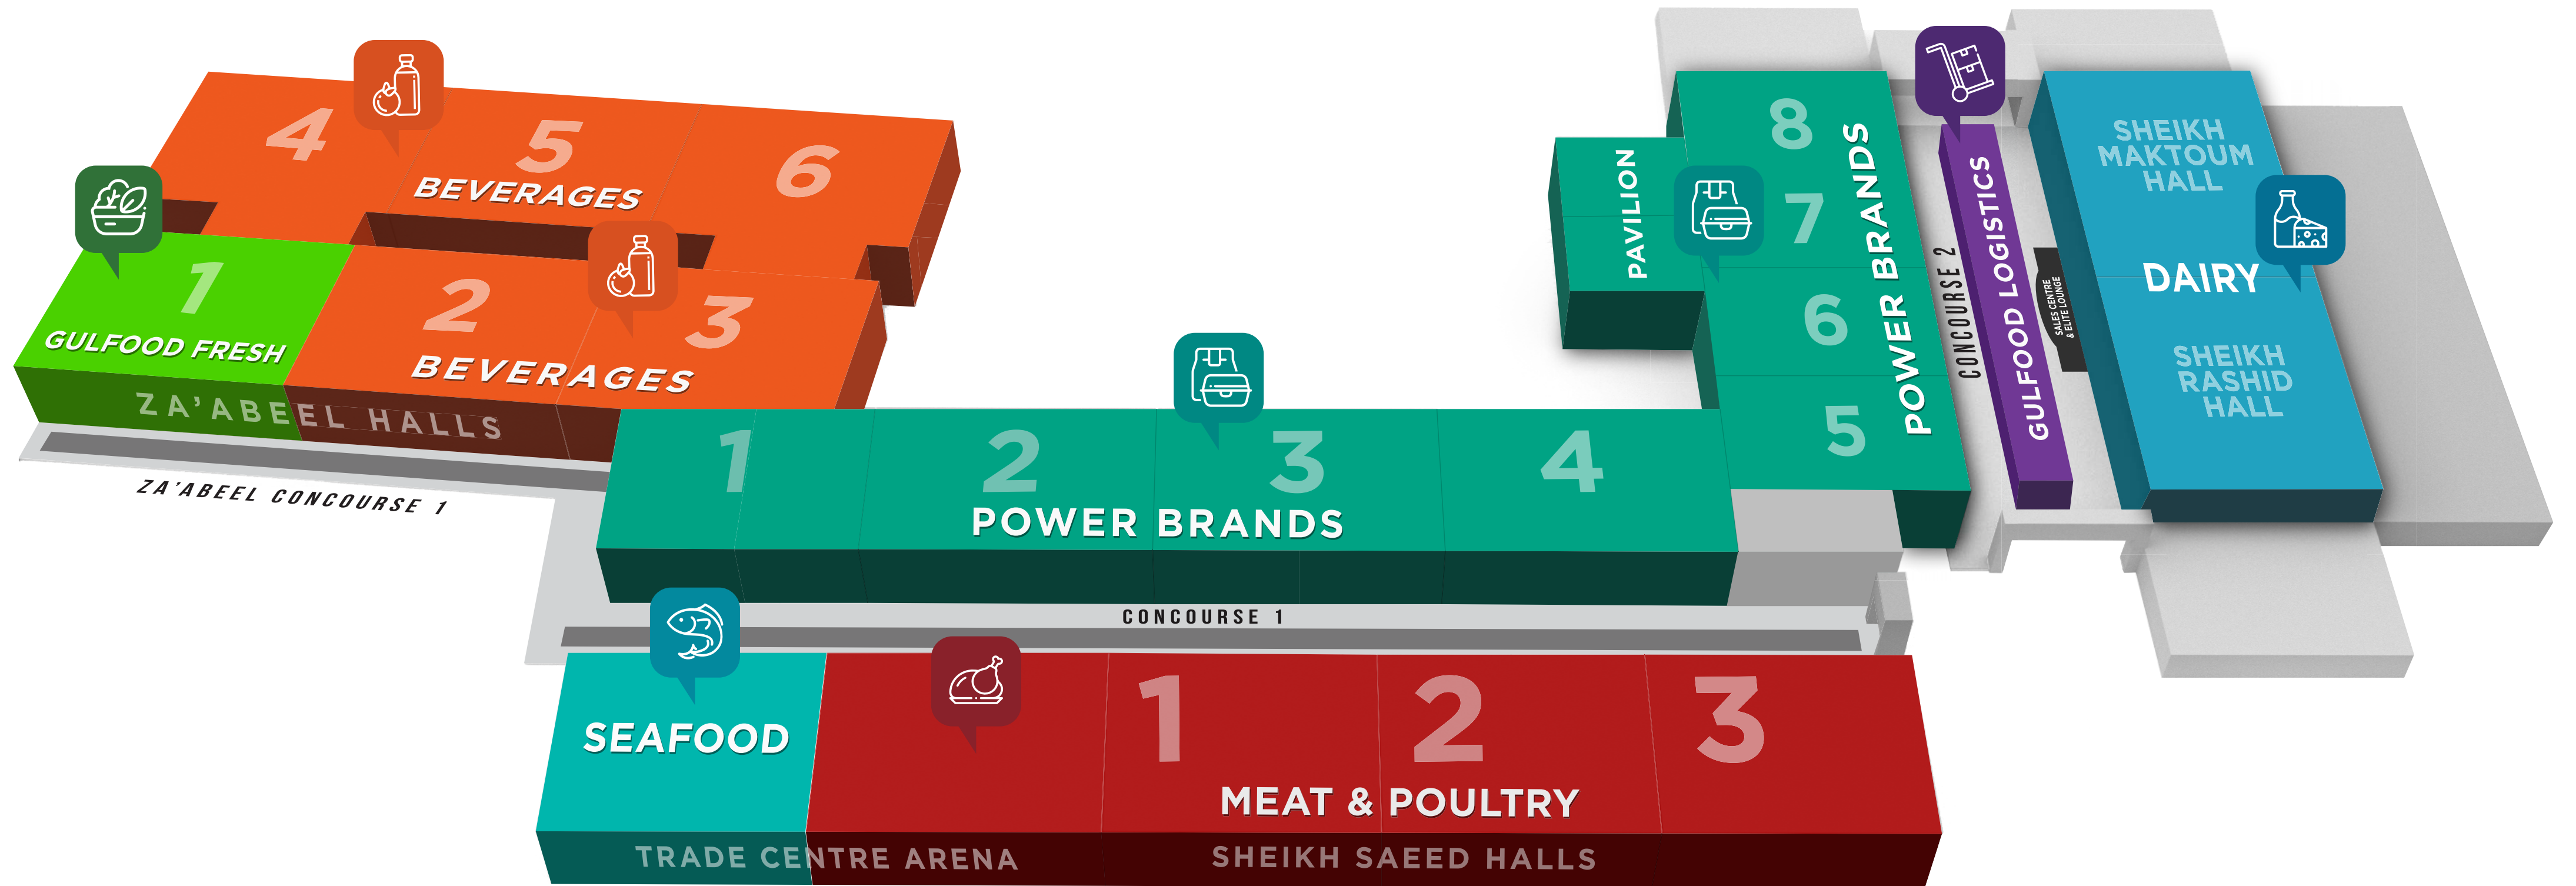 4
5
6
BEVERAGES
1
GULFOOD FRESH
2
3
BEVERAGES
ZA'ABEEL HALLS
ZA'ABEEL CONCOURSE 1
1
2
3
4
POWER BRANDS
CONCOURSE 1
PAVILION
8
7
6
5
POWER BRANDS
CONCOURSE 2
GULFOOD LOGISTICS
SALES CENTRE
& ELITE LOUNGE
SHEIKH
MAKTOUM
HALL
DAIRY
SHEIKH
RASHID
HALL
SEAFOOD
1
2
3
MEAT & POULTRY
TRADE CENTRE ARENA
SHEIKH SAEED HALLS